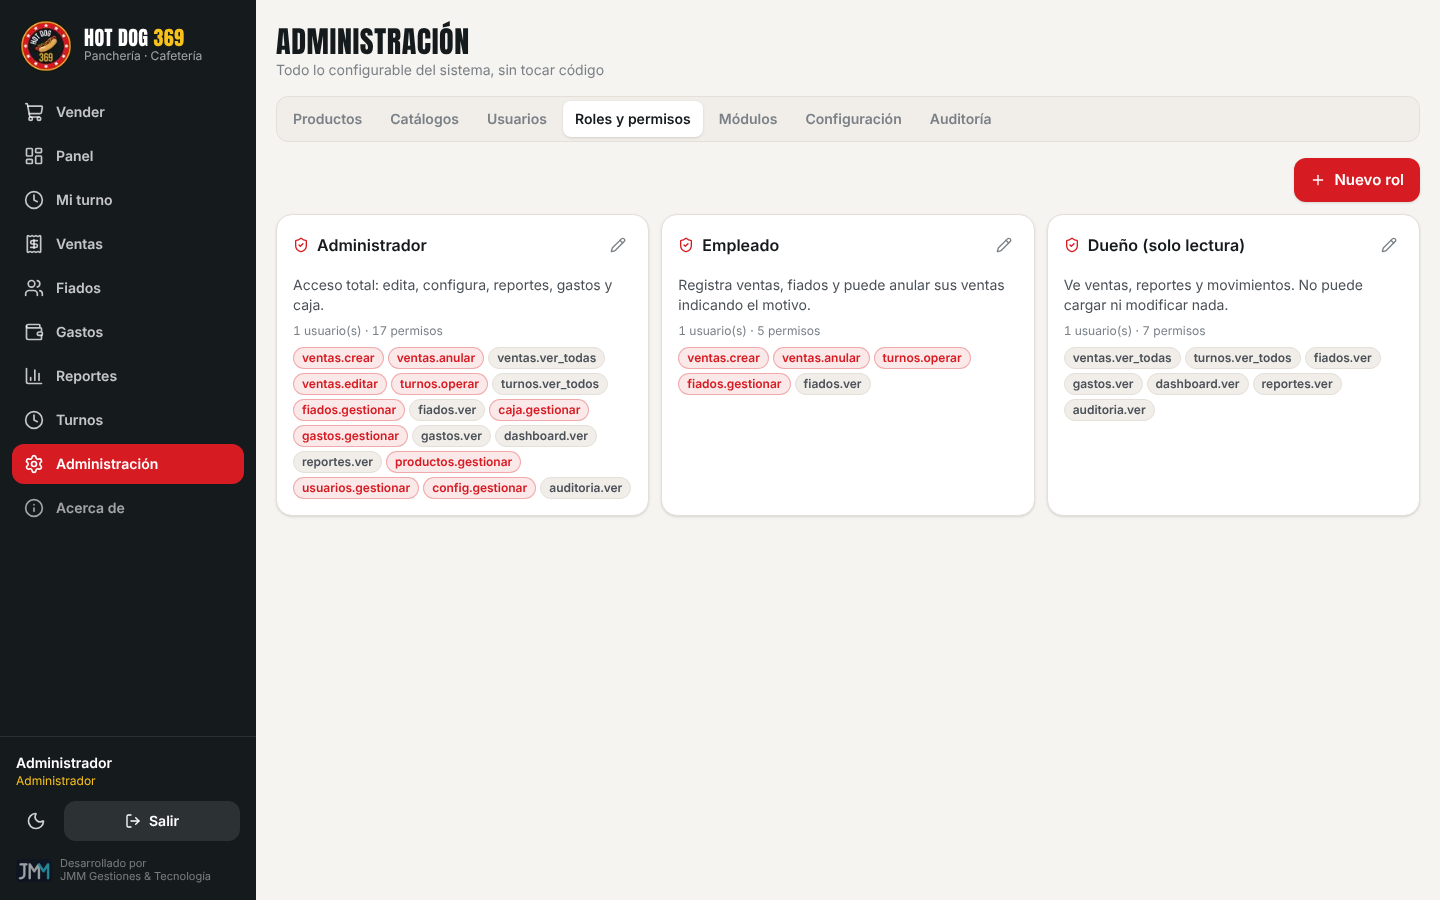 HOT DOG
369
HOT DOG 369
Panchería · Cafetería
Vender
Panel
Mi turno
Ventas
Fiados
Gastos
Reportes
Turnos
Administración
Acerca de
Administrador
Administrador
Salir
JMM
Desarrollado por
JMM Gestiones & Tecnología
ADMINISTRACIÓN
Todo lo configurable del sistema, sin tocar código
Productos Catálogos Usuarios Roles y permisos Módulos Configuración Auditoría
+ Nuevo rol
Administrador
Acceso total: edita, configura, reportes, gastos y
caja.
1 usuario(s) · 17 permisos
ventas.crear ventas.anular ventas.ver_todas
ventas.editar turnos.operar turnos.ver_todos
fiados.gestionar fiados.ver caja.gestionar
gastos.gestionar gastos.ver dashboard.ver
reportes.ver productos.gestionar
usuarios.gestionar config.gestionar auditoria.ver
Empleado
Registra ventas, fiados y puede anular sus ventas
indicando el motivo.
1 usuario(s) · 5 permisos
ventas.crear ventas.anular turnos.operar
fiados.gestionar fiados.ver
Dueño (solo lectura)
Ve ventas, reportes y movimientos. No puede
cargar ni modificar nada.
1 usuario(s) · 7 permisos
ventas.ver_todas turnos.ver_todos fiados.ver
gastos.ver dashboard.ver reportes.ver
auditoria.ver